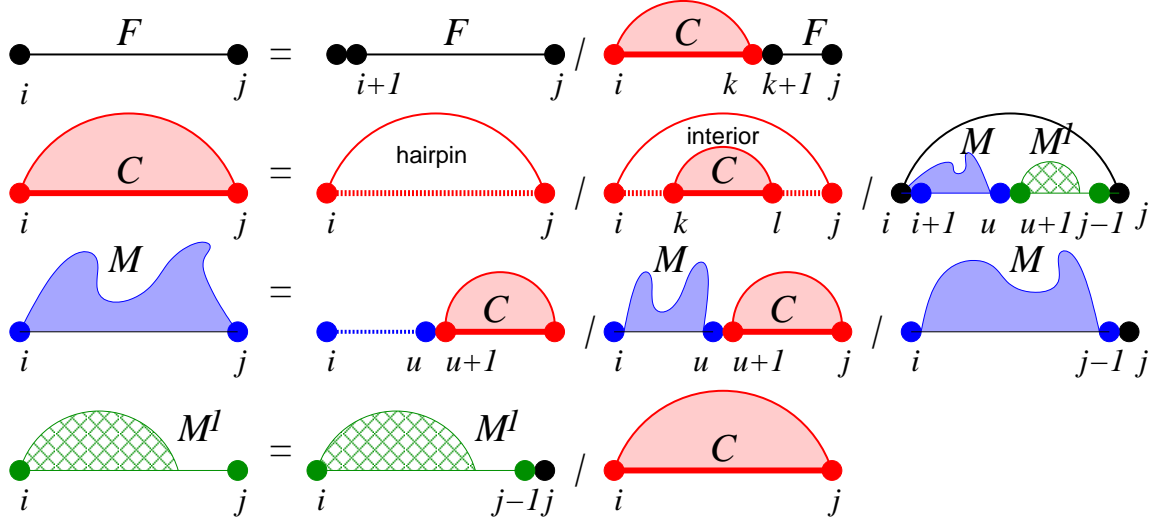 F = F / C F
i j i+1 j i k k+1 j
C = hairpin / interior C / M M1
i j i j i k l j i i+1 u u+1 j−1 j
M = C / M C / M
i j i u u+1 i u u+1 j i j−1 j
M1 = M1 / C
i j i j−1 j i j